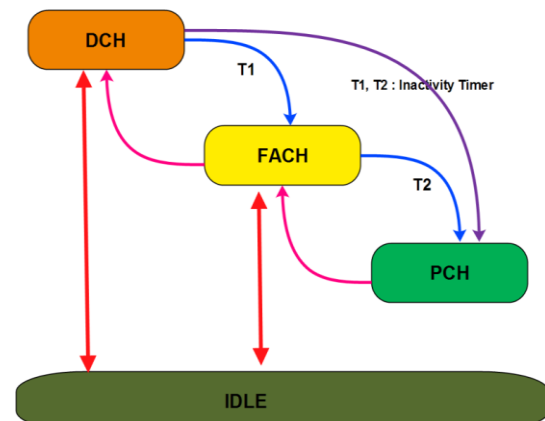 DCH
T1
T1, T2 : Inactivity Timer
FACH
T2
PCH
IDLE